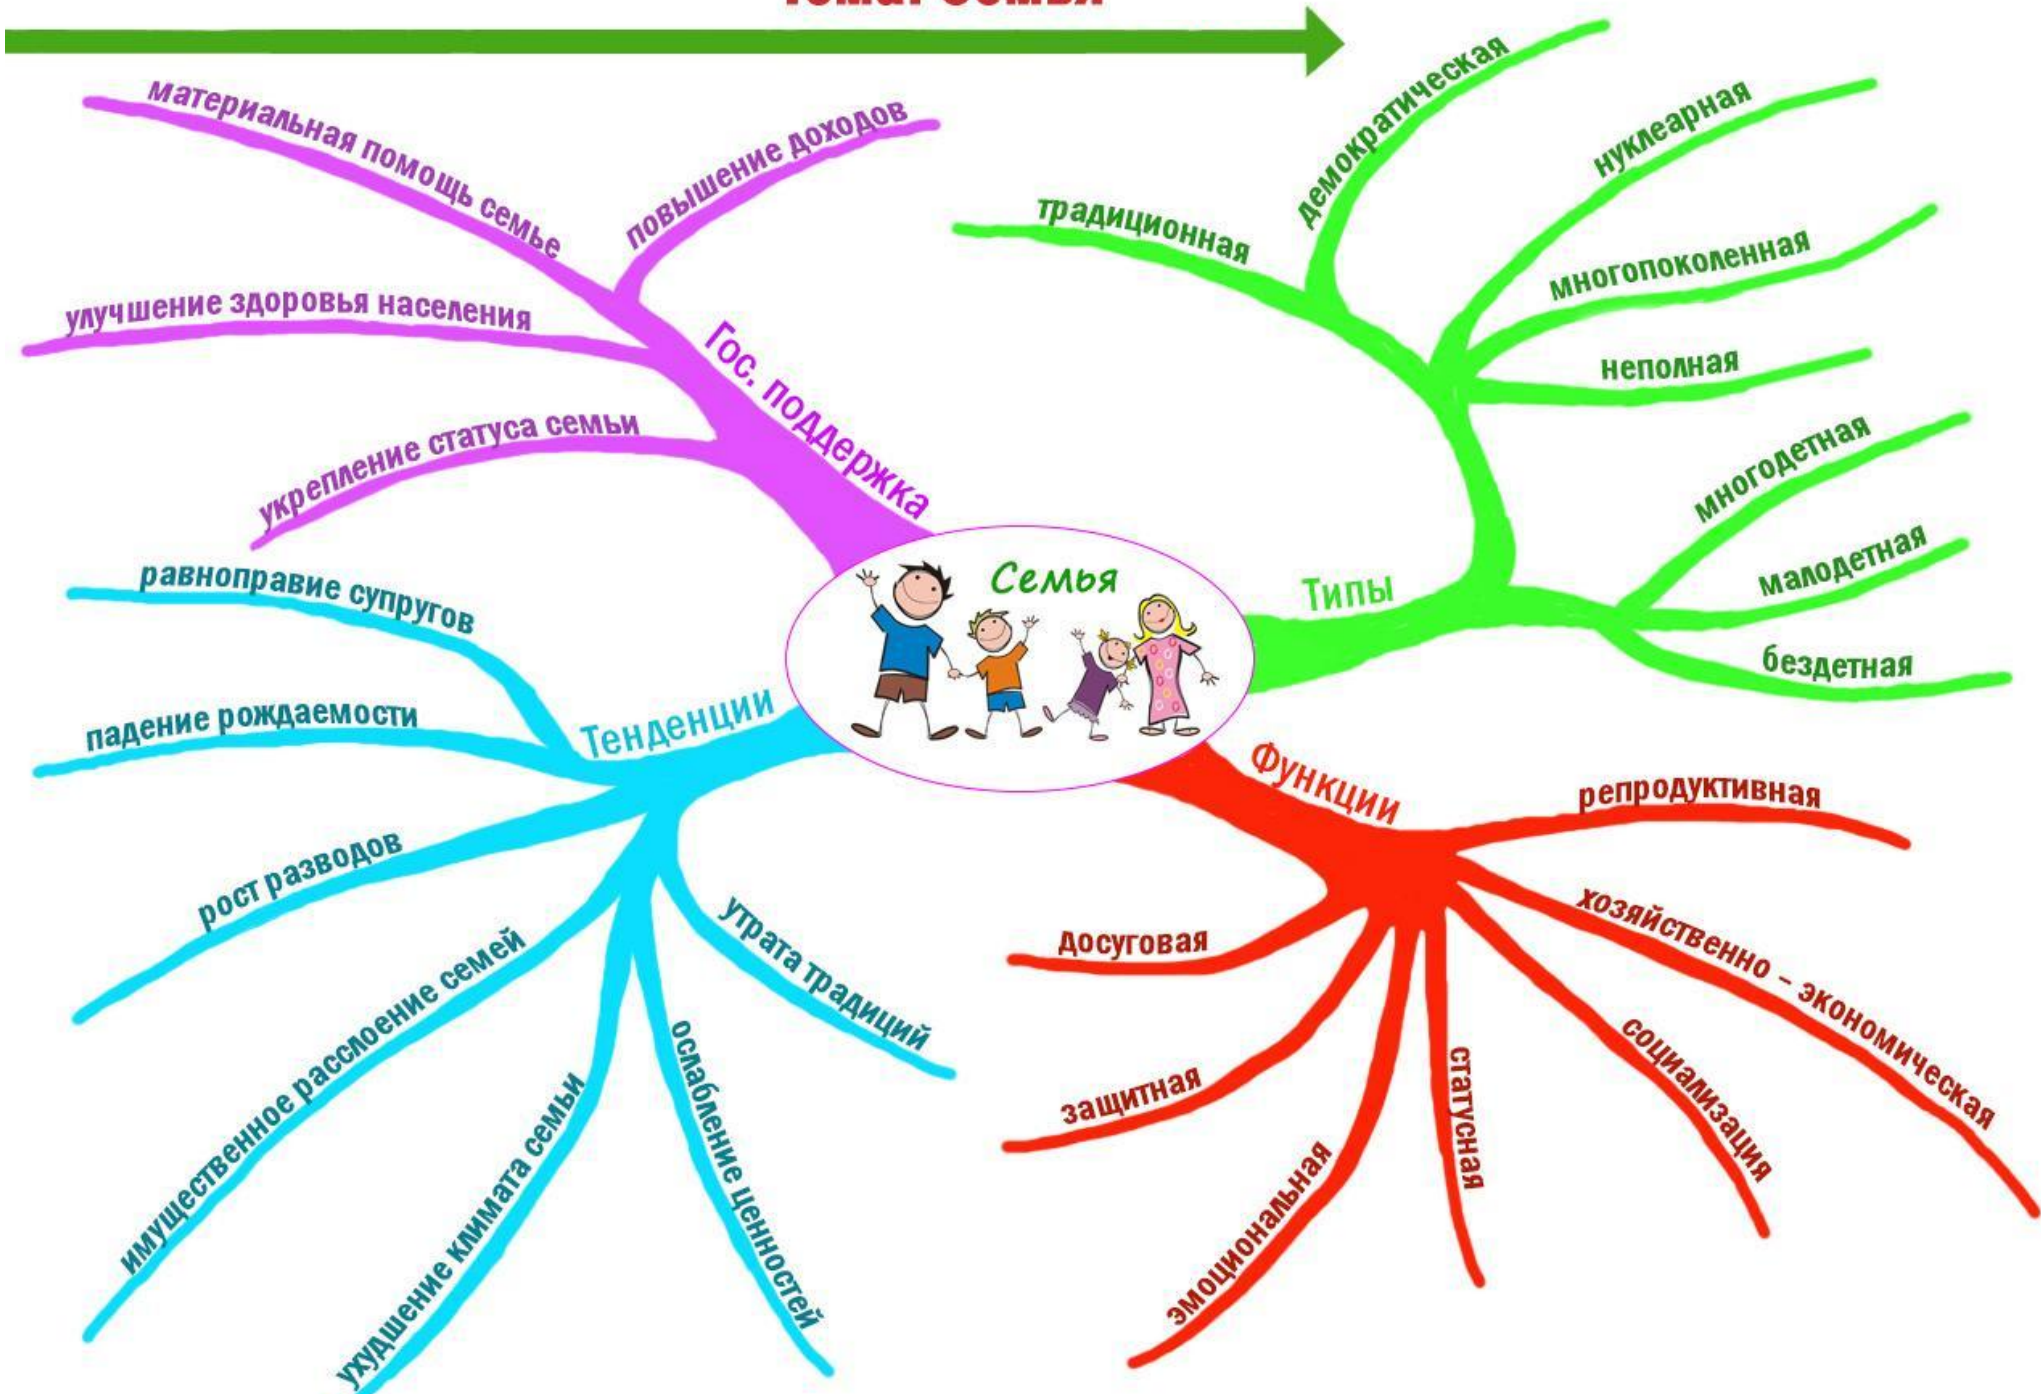 материальная помощь семье
повышение доходов
улучшение здоровья населения
укрепление статуса семьи
Гос. поддержка
традиционная
демократическая
нуклеарная
многопоколенная
неполная
многодетная
малодетная
бездетная
Типы
Семья
равноправие супругов
падение рождаемости
Тенденции
рост разводов
имущественное расслоение семей
ухудшение климата семьи
ослабление ценностей
утрата традиций
Функции
репродуктивная
хозяйственно – экономическая
социализация
статусная
эмоциональная
защитная
досуговая